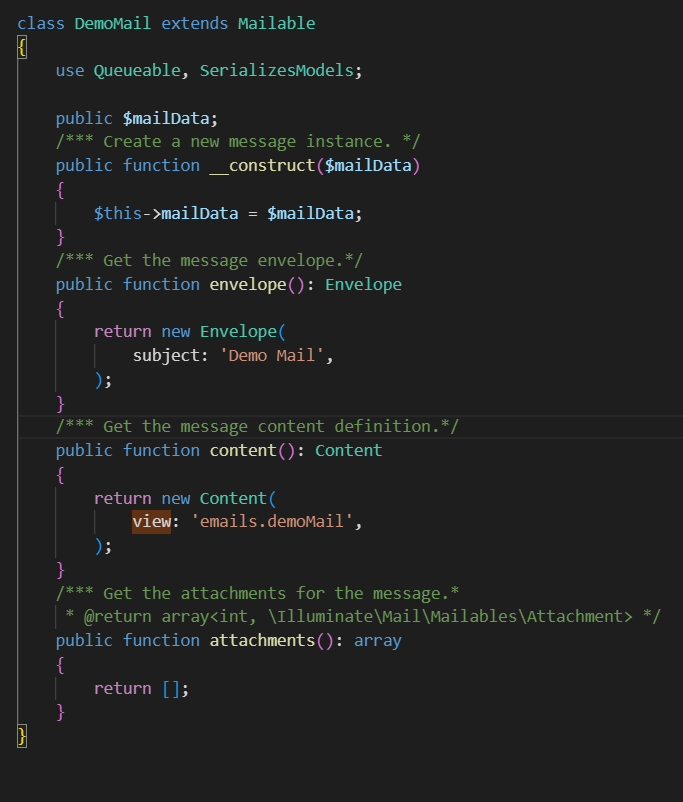 class DemoMail extends Mailable
{
    use Queueable, SerializesModels;

    public $mailData;
    /*** Create a new message instance. */
    public function __construct($mailData)
    {
        $this->mailData = $mailData;
    }
    /*** Get the message envelope.*/
    public function envelope(): Envelope
    {
        return new Envelope(
            subject: 'Demo Mail',
        );
    }
    /*** Get the message content definition.*/
    public function content(): Content
    {
        return new Content(
            view: 'emails.demoMail',
        );
    }
    /*** Get the attachments for the message.*
     * @return array<int, \Illuminate\Mail\Mailables\Attachment> */
    public function attachments(): array
    {
        return [];
    }
}